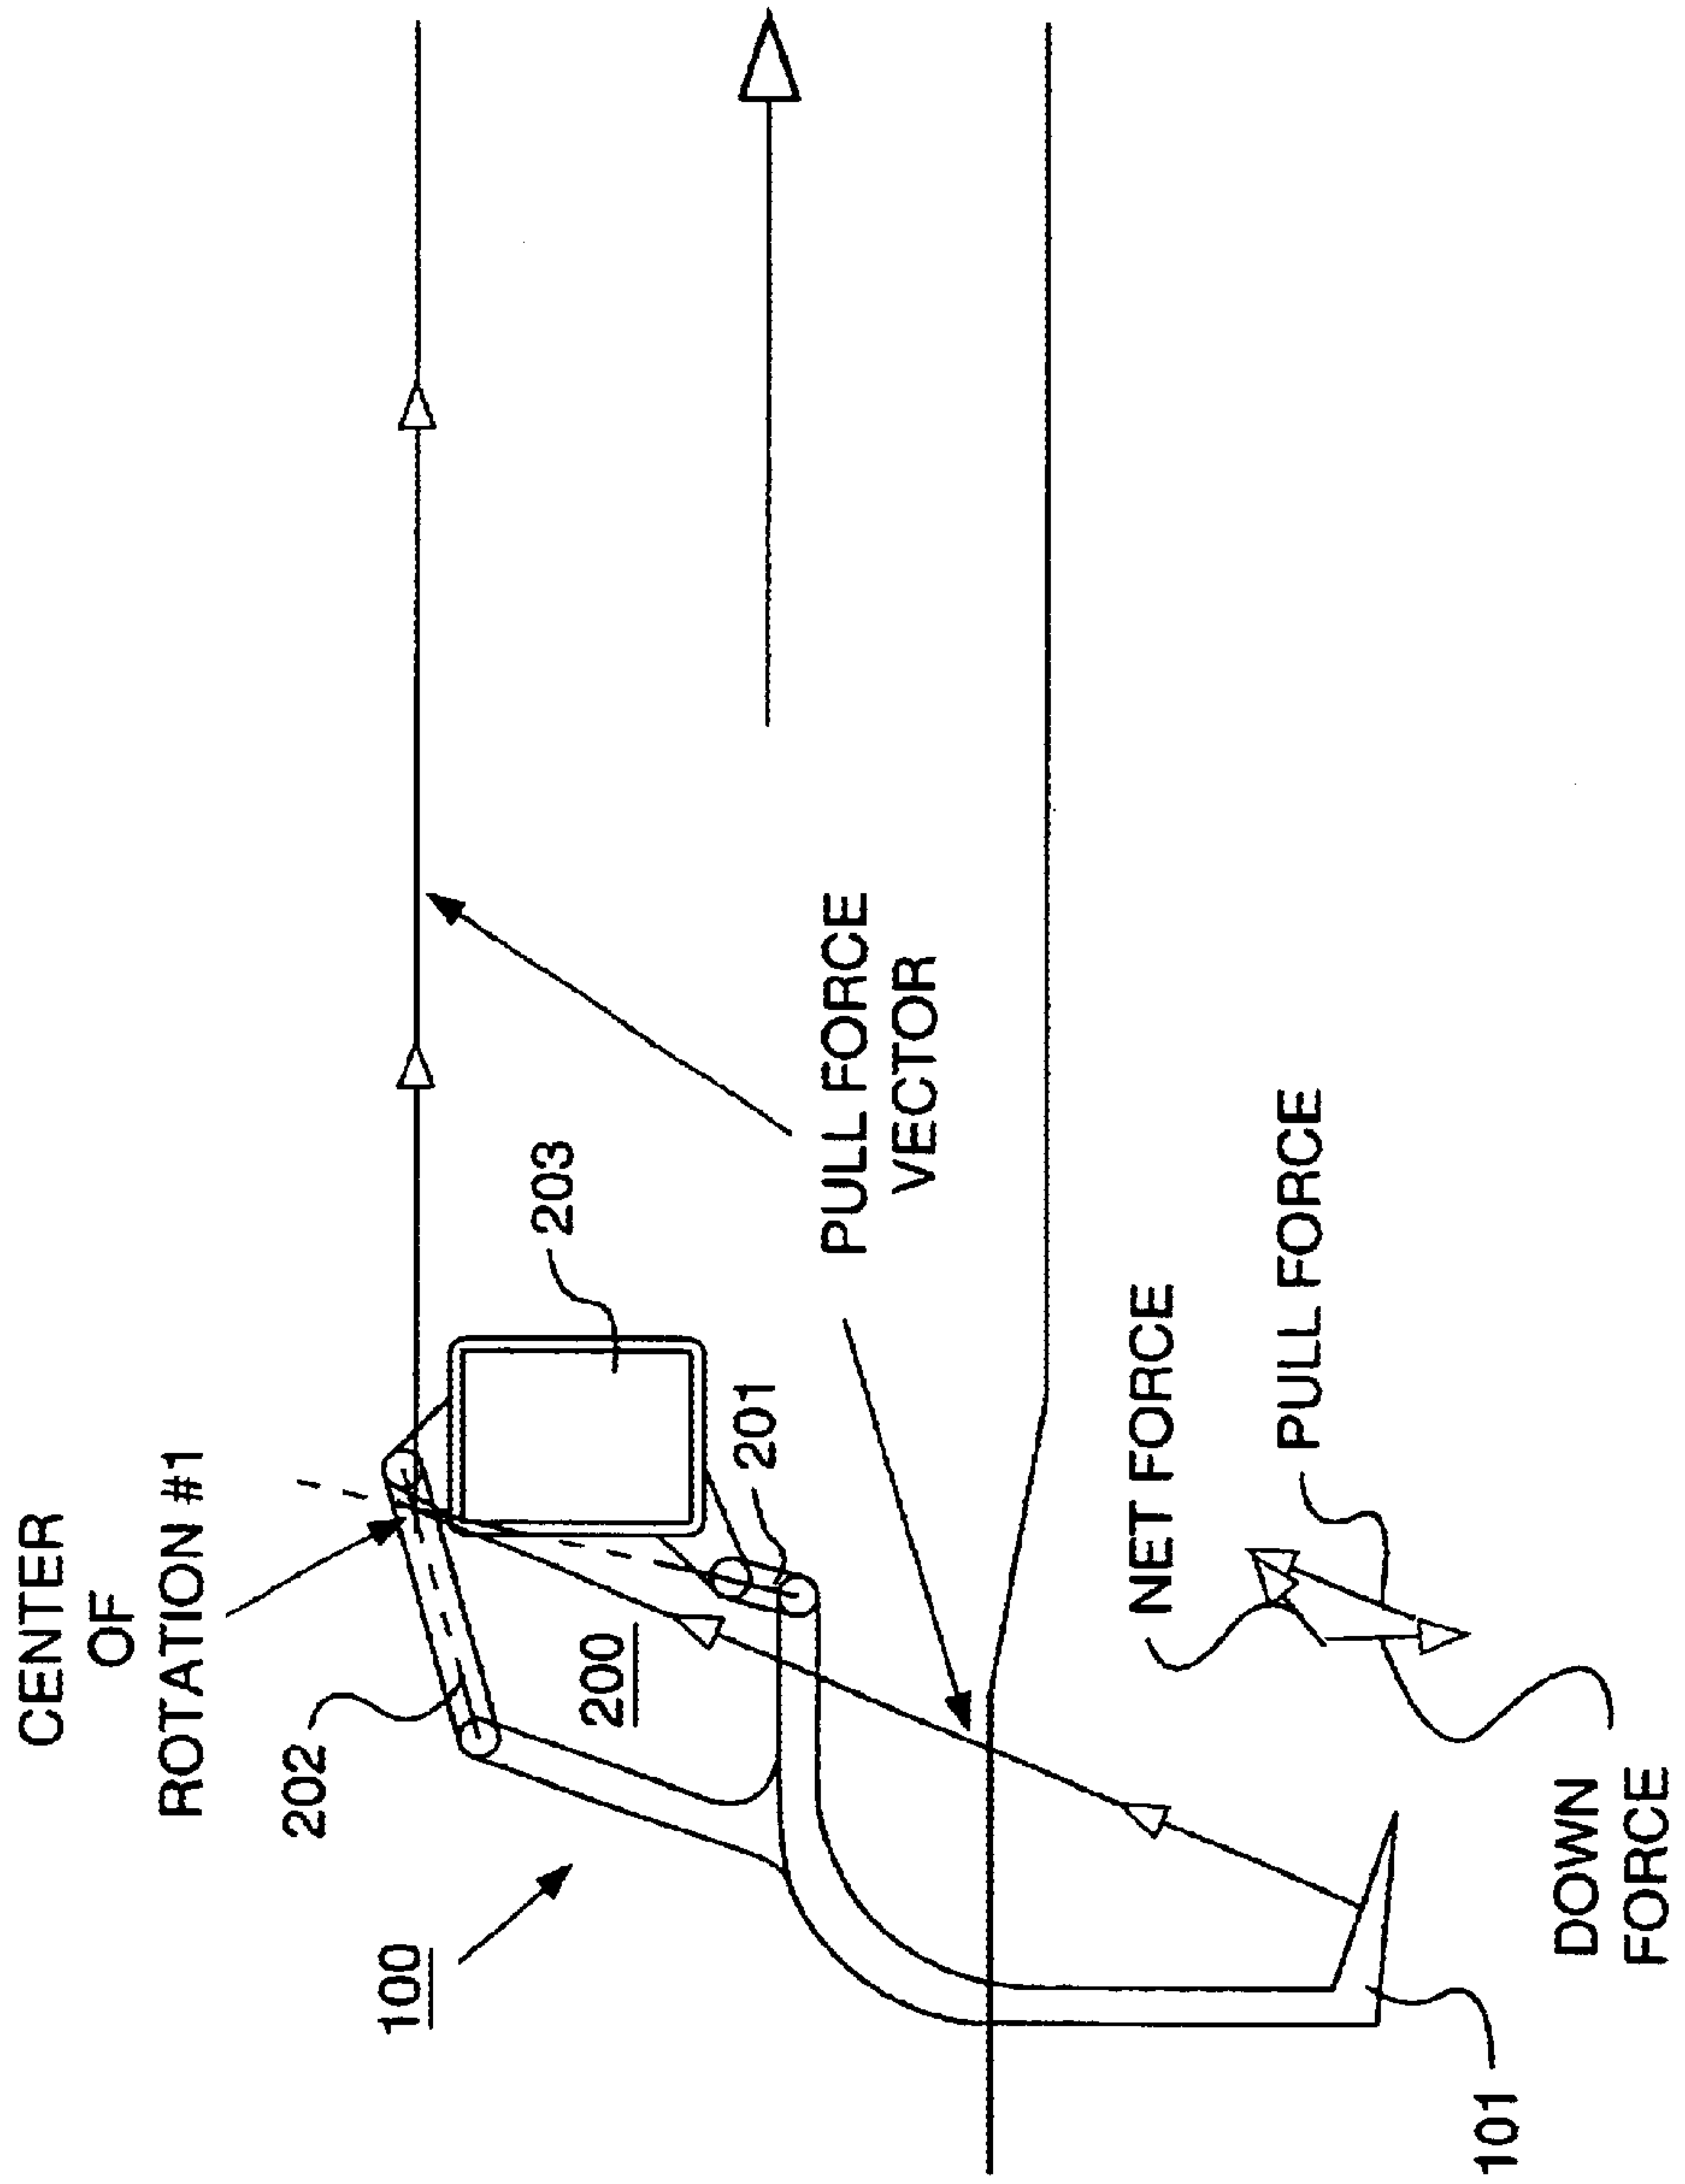 CENTER
OF
ROTATION #1
202
100
200
203
201
PULL FORCE
VECTOR
NET FORCE
PULL FORCE
DOWN
FORCE
101